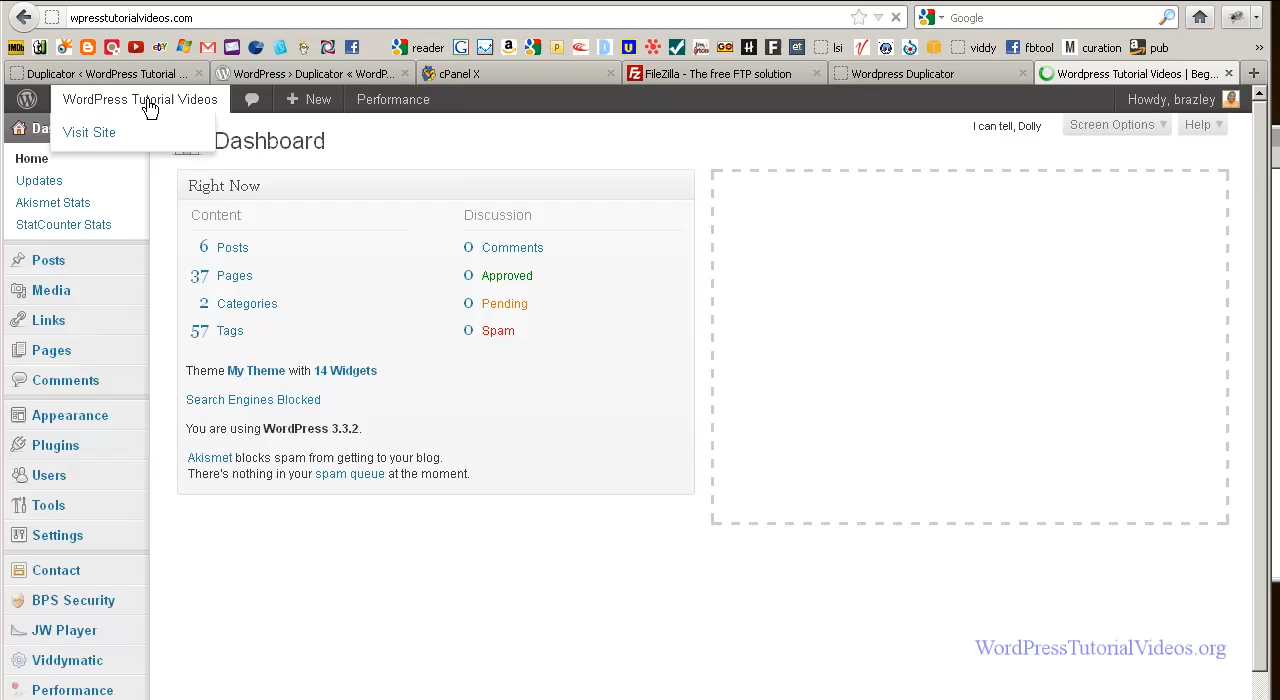 wpresstutorialvideos.com
Google
reader
lsi
viddy
fbtool
curation
pub
Duplicator < WordPress Tutorial ...
WordPress > Duplicator « WordP...
cPanel X
FileZilla - The free FTP solution
Wordpress Duplicator
Wordpress Tutorial Videos | Beg...
WordPress Tutorial Videos
New
Performance
Howdy, brazley
Das
Visit Site
Dashboard
I can tell, Dolly
Screen Options
Help
Home
Updates
Akismet Stats
StatCounter Stats
Posts
Media
Links
Pages
Comments
Appearance
Plugins
Users
Tools
Settings
Contact
BPS Security
JW Player
Viddymatic
Performance
Right Now
Content
Discussion
6 Posts
0 Comments
37 Pages
0 Approved
2 Categories
0 Pending
57 Tags
0 Spam
Theme My Theme with 14 Widgets
Search Engines Blocked
You are using WordPress 3.3.2.
Akismet blocks spam from getting to your blog.
There's nothing in your spam queue at the moment.
WordPressTutorialVideos.org